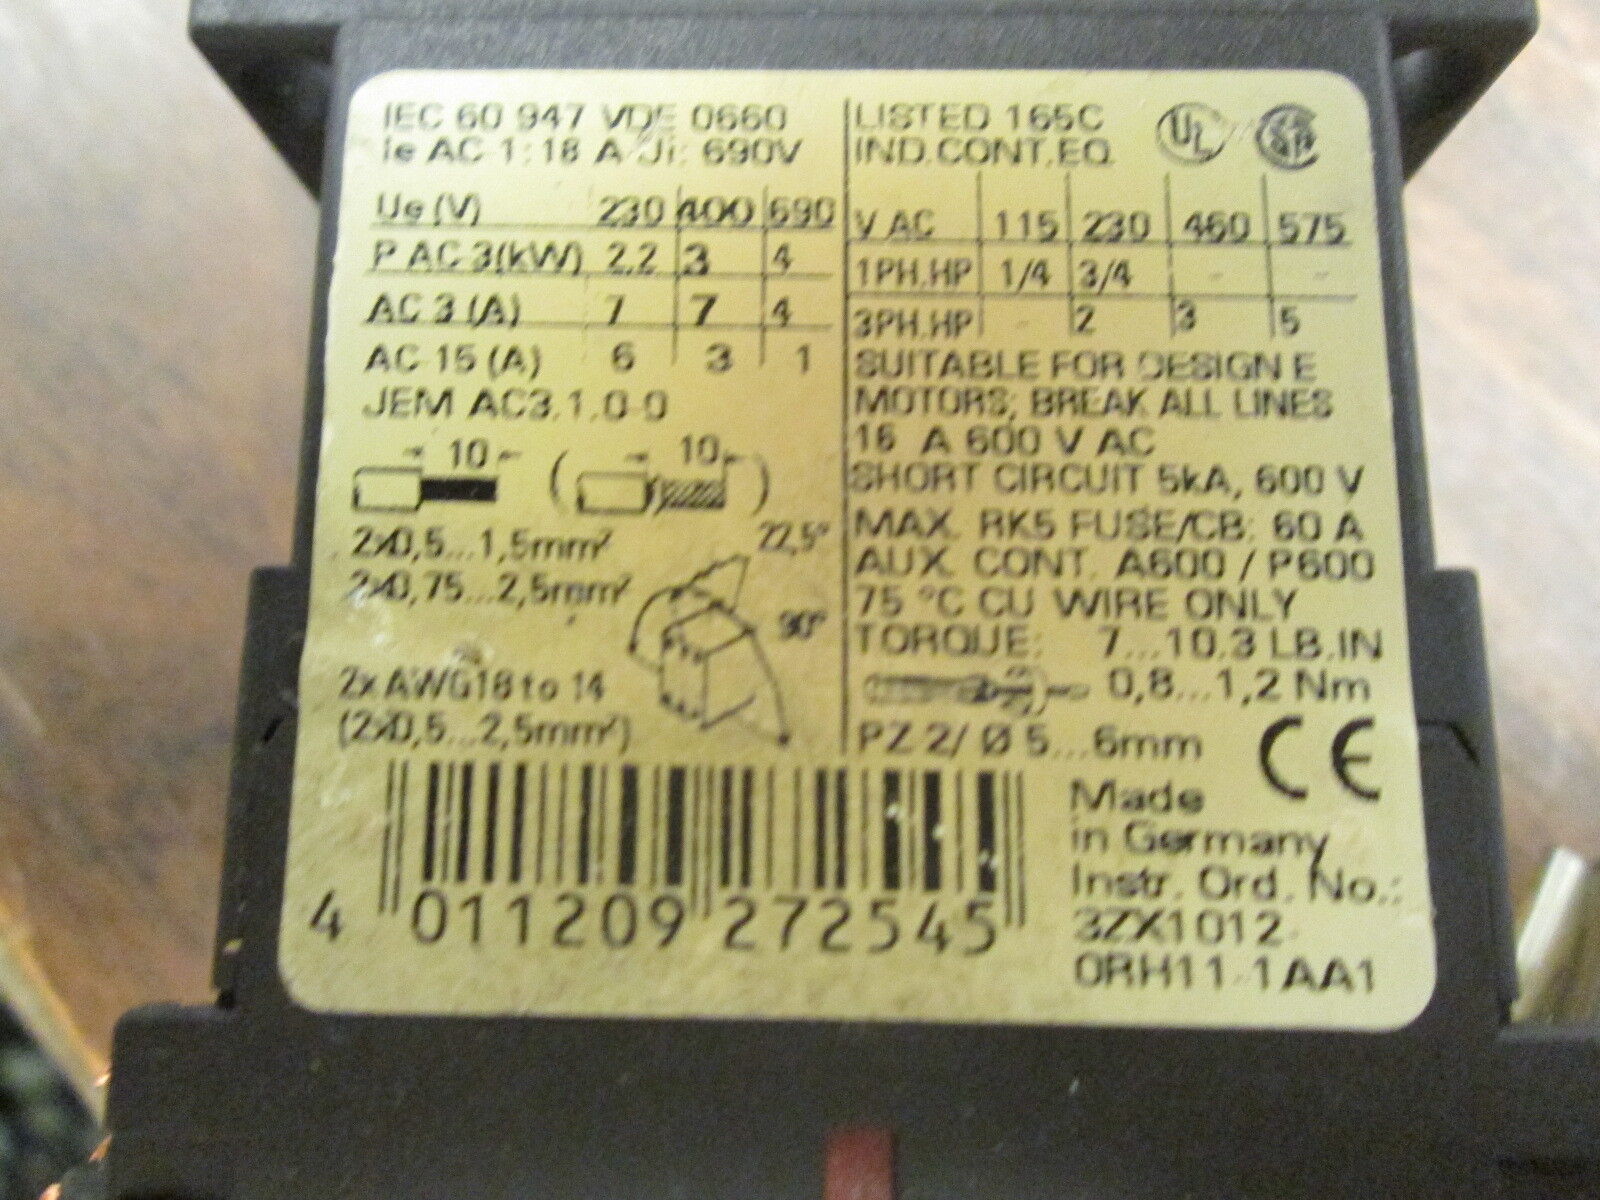 IEC 60 947 VDE 0660
Ie AC-1:18 A Ui: 690V
Ue (V) 230 400 690
P AC 3(kW) 2,2 3 4
AC 3 (A) 7 7 4
AC-15 (A) 6 3 1
JEM AC3.1.0-0
10 ( 10 )
2x0,5...1,5mm²
2x0,75...2,5mm²
22,5°
90°
2x AWG18 to 14
(2x0,5...2,5mm²)
LISTED 165C UL SA
IND.CONT.EQ.
V AC 115 230 460 575
1PH.HP 1/4 3/4 - -
3PH.HP - 2 3 5
SUITABLE FOR DESIGN E
MOTORS; BREAK ALL LINES
16 A 600 V AC
SHORT CIRCUIT 5kA, 600 V
MAX. RK5 FUSE/CB: 60 A
AUX. CONT. A600 / P600
75 °C CU WIRE ONLY
TORQUE: 7...10.3 LB.IN
0,8...1,2 Nm
PZ 2/ Ø 5...6mm
CE
Made
in Germany
Instr. Ord. No.:
3ZX1012-
0RH11-1AA1
4 011209 272545